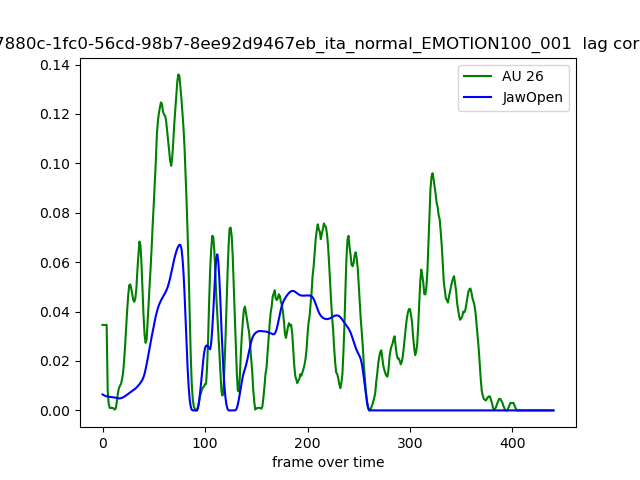 7880c-1fc0-56cd-98b7-8ee92d9467eb_ita_normal_EMOTION100_001 lag cor
AU 26
JawOpen
0.14
0.12
0.10
0.08
0.06
0.04
0.02
0.00
0 100 200 300 400
frame over time